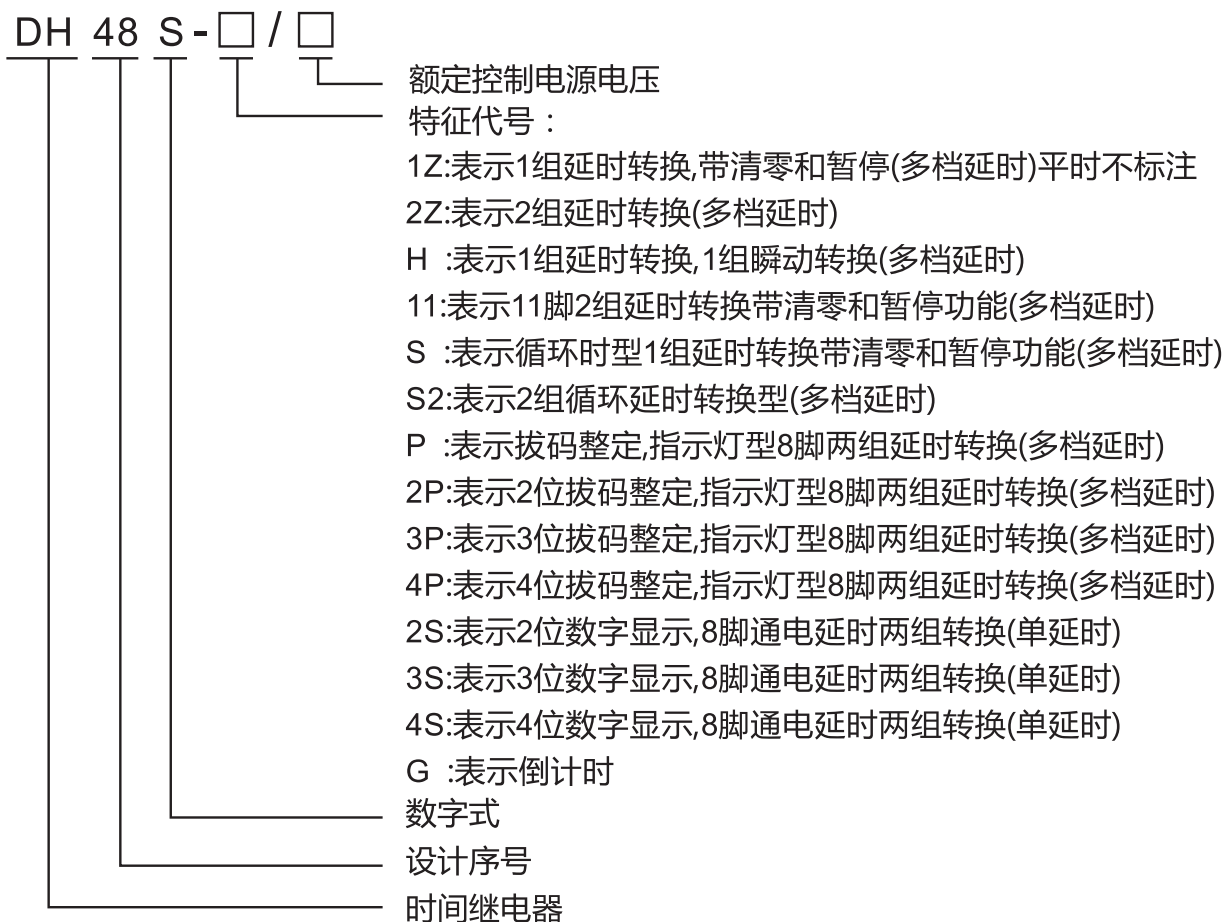 DH 48 S-□/□
额定控制电源电压
特征代号：
1Z:表示1组延时转换,带清零和暂停(多档延时)平时不标注
2Z:表示2组延时转换(多档延时)
H :表示1组延时转换,1组瞬动转换(多档延时)
11:表示11脚2组延时转换带清零和暂停功能(多档延时)
S :表示循环时型1组延时转换带清零和暂停功能(多档延时)
S2:表示2组循环延时转换型(多档延时)
P :表示拔码整定,指示灯型8脚两组延时转换(多档延时)
2P:表示2位拔码整定,指示灯型8脚两组延时转换(多档延时)
3P:表示3位拔码整定,指示灯型8脚两组延时转换(多档延时)
4P:表示4位拔码整定,指示灯型8脚两组延时转换(多档延时)
2S:表示2位数字显示,8脚通电延时两组转换(单延时)
3S:表示3位数字显示,8脚通电延时两组转换(单延时)
4S:表示4位数字显示,8脚通电延时两组转换(单延时)
G :表示倒计时
数字式
设计序号
时间继电器